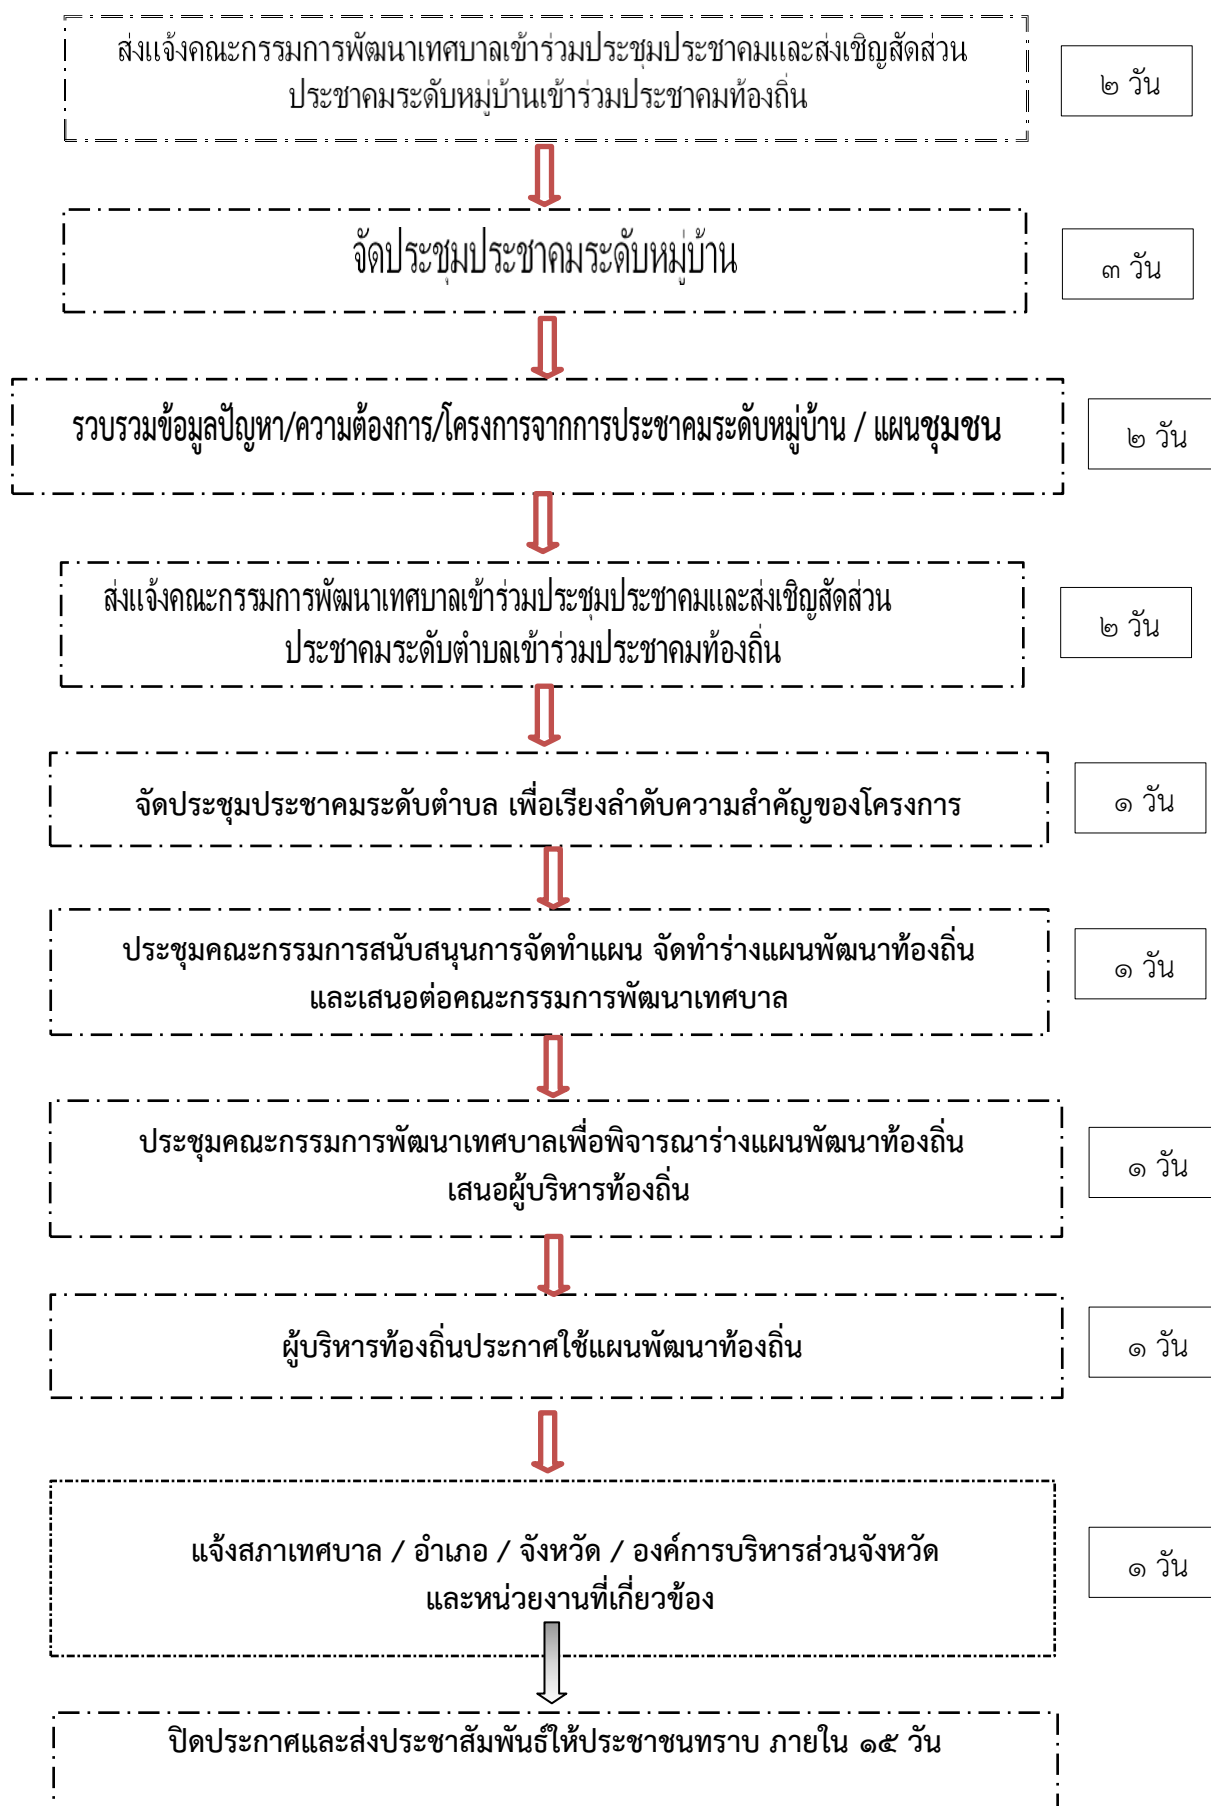 ส่งแจ้งคณะกรรมการพัฒนาเทศบาลเข้าร่วมประชุมประชาคมและส่งเชิญสัดส่วน
ประชาคมระดับหมู่บ้านเข้าร่วมประชาคมท้องถิ่น
๒ วัน
จัดประชุมประชาคมระดับหมู่บ้าน
๓ วัน
รวบรวมข้อมูลปัญหา/ความต้องการ/โครงการจากการประชาคมระดับหมู่บ้าน / แผนชุมชน
๒ วัน
ส่งแจ้งคณะกรรมการพัฒนาเทศบาลเข้าร่วมประชุมประชาคมและส่งเชิญสัดส่วน
ประชาคมระดับตำบลเข้าร่วมประชาคมท้องถิ่น
๒ วัน
จัดประชุมประชาคมระดับตำบล เพื่อเรียงลำดับความสำคัญของโครงการ
๑ วัน
ประชุมคณะกรรมการสนับสนุนการจัดทำแผน จัดทำร่างแผนพัฒนาท้องถิ่น
และเสนอต่อคณะกรรมการพัฒนาเทศบาล
๑ วัน
ประชุมคณะกรรมการพัฒนาเทศบาลเพื่อพิจารณาร่างแผนพัฒนาท้องถิ่น
เสนอผู้บริหารท้องถิ่น
๑ วัน
ผู้บริหารท้องถิ่นประกาศใช้แผนพัฒนาท้องถิ่น
๑ วัน
แจ้งสภาเทศบาล / อำเภอ / จังหวัด / องค์การบริหารส่วนจังหวัด
และหน่วยงานที่เกี่ยวข้อง
๑ วัน
ปิดประกาศและส่งประชาสัมพันธ์ให้ประชาชนทราบ ภายใน ๑๕ วัน